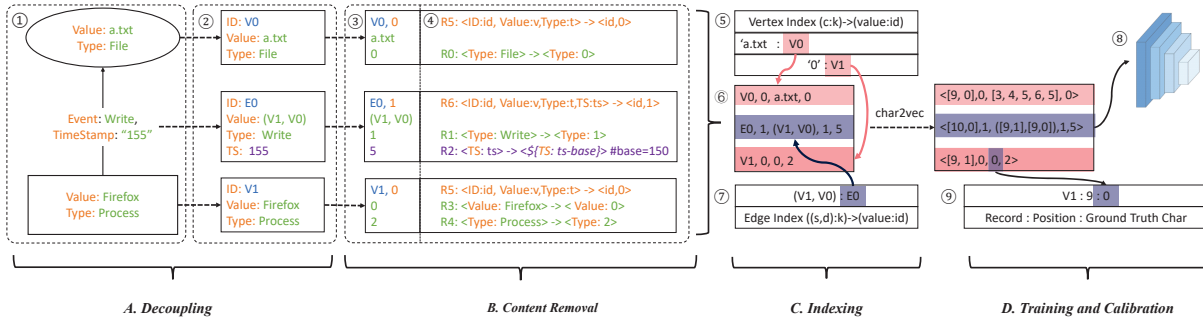 ①
Value: a.txt
Type: File
Event: Write,
TimeStamp: “155”
Value: Firefox
Type: Process
②
ID: V0
Value: a.txt
Type: File
ID: E0
Value: (V1, V0)
Type: Write
TS: 155
ID: V1
Value: Firefox
Type: Process
③
V0, 0
a.txt
0
E0, 1
(V1, V0)
1
5
V1, 0
0
2
④
R5: <ID:id, Value:v,Type:t> -> <id,0>
R0: <Type: File> -> <Type: 0>
R6: <ID:id, Value:v,Type:t,TS:ts> -> <id,1>
R1: <Type: Write> -> <Type: 1>
R2: <TS: ts> -> <${TS: ts-base}> #base=150
R5: <ID:id, Value:v,Type:t> -> <id,0>
R3: <Value: Firefox> -> < Value: 0>
R4: <Type: Process> -> <Type: 2>
⑤
Vertex Index (c:k)->(value:id)
‘a.txt : V0
‘0’ : V1
⑥
V0, 0, a.txt, 0
E0, 1, (V1, V0), 1, 5
V1, 0, 0, 2
⑦
(V1, V0) : E0
Edge Index ((s,d):k)->(value:id)
char2vec
<[9, 0],0, [3, 4, 5, 6, 5], 0>
<[10,0],1, ([9,1],[9,0]),1,5>
<[9, 1],0, 0, 2>
⑧
⑨
V1 : 9 : 0
Record : Position : Ground Truth Char
A. Decoupling
B. Content Removal
C. Indexing
D. Training and Calibration